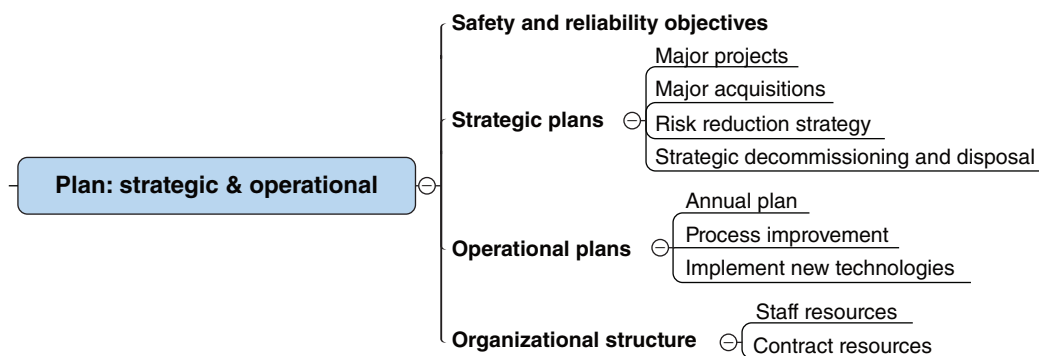 Safety and reliability objectives
Major projects
Major acquisitions
Strategic plans
Risk reduction strategy
Strategic decommissioning and disposal
Plan: strategic & operational
Annual plan
Process improvement
Operational plans
Implement new technologies
Staff resources
Organizational structure
Contract resources